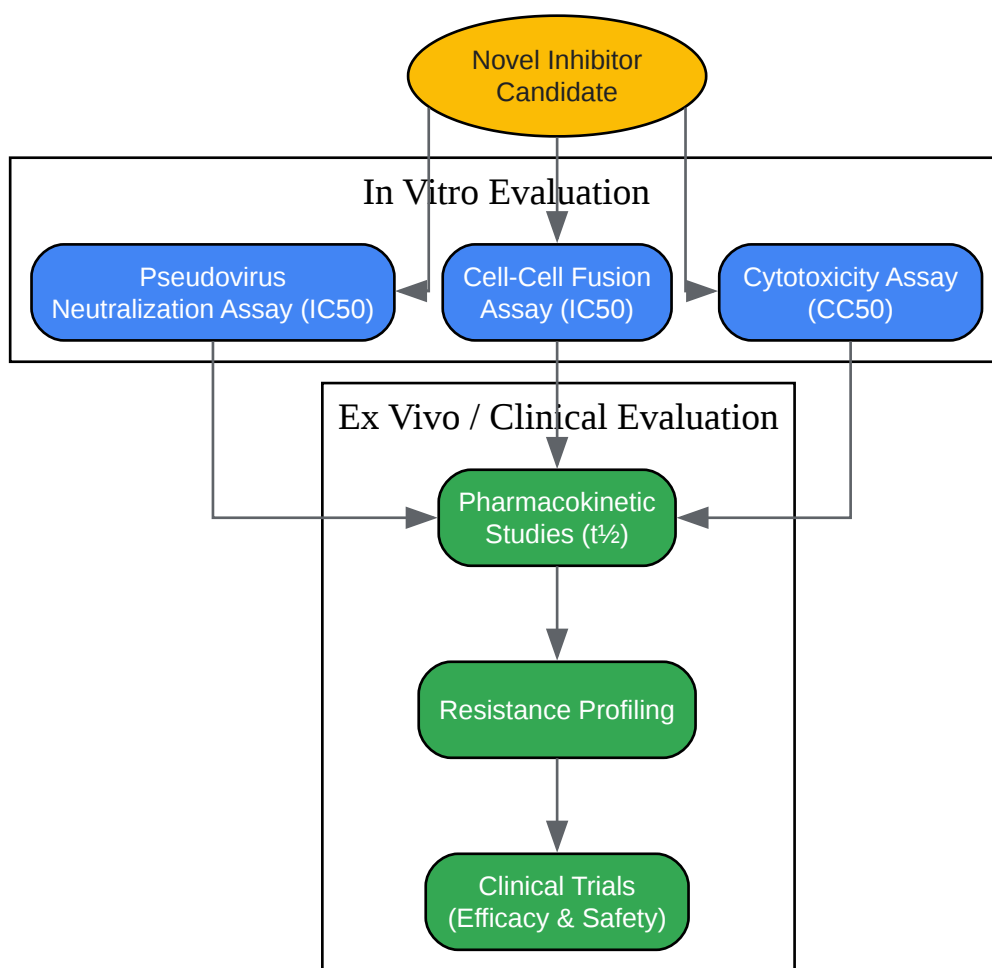 Novel Inhibitor
Candidate
In Vitro Evaluation
Pseudovirus
Neutralization Assay (IC50)
Cell-Cell Fusion
Assay (IC50)
Cytotoxicity Assay
(CC50)
Ex Vivo / Clinical Evaluation
Pharmacokinetic
Studies (t½)
Resistance Profiling
Clinical Trials
(Efficacy & Safety)